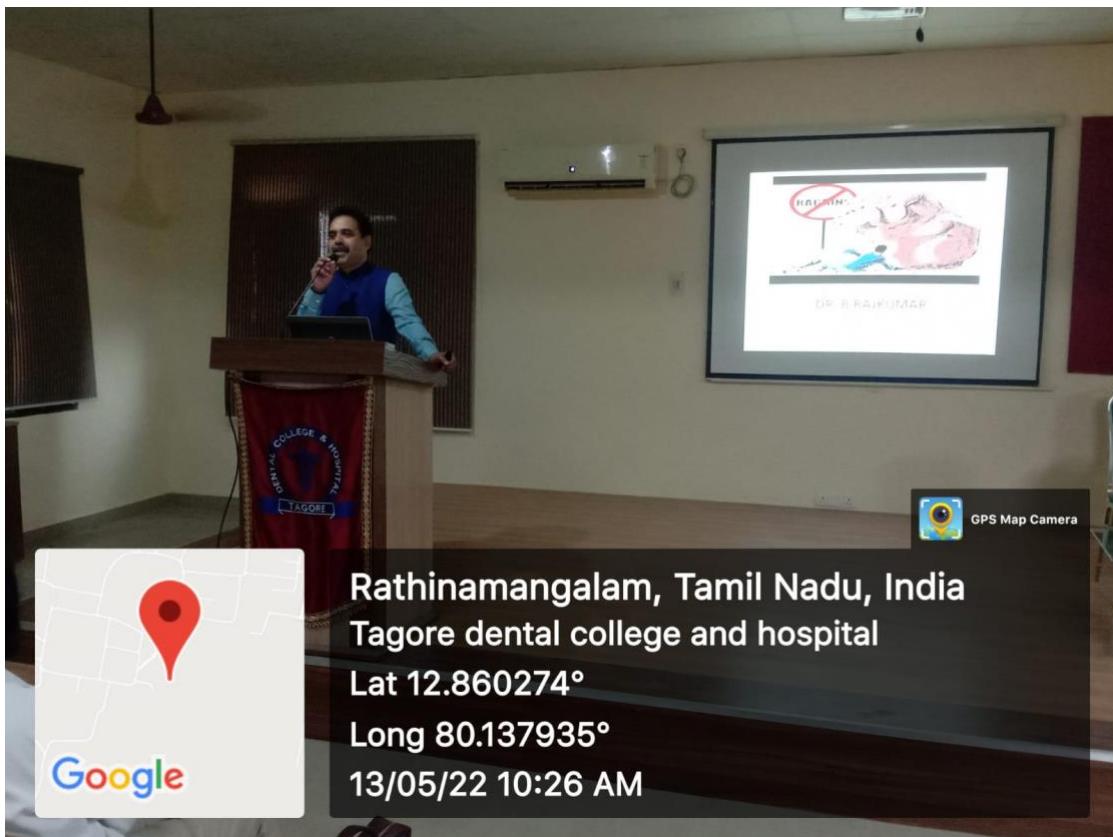 DR. B RAJKUMAR
DENTAL COLLEGE & HOSPITAL
TAGORE
GPS Map Camera
Rathinamangalam, Tamil Nadu, India
Tagore dental college and hospital
Lat 12.860274°
Long 80.137935°
13/05/22 10:26 AM
Google